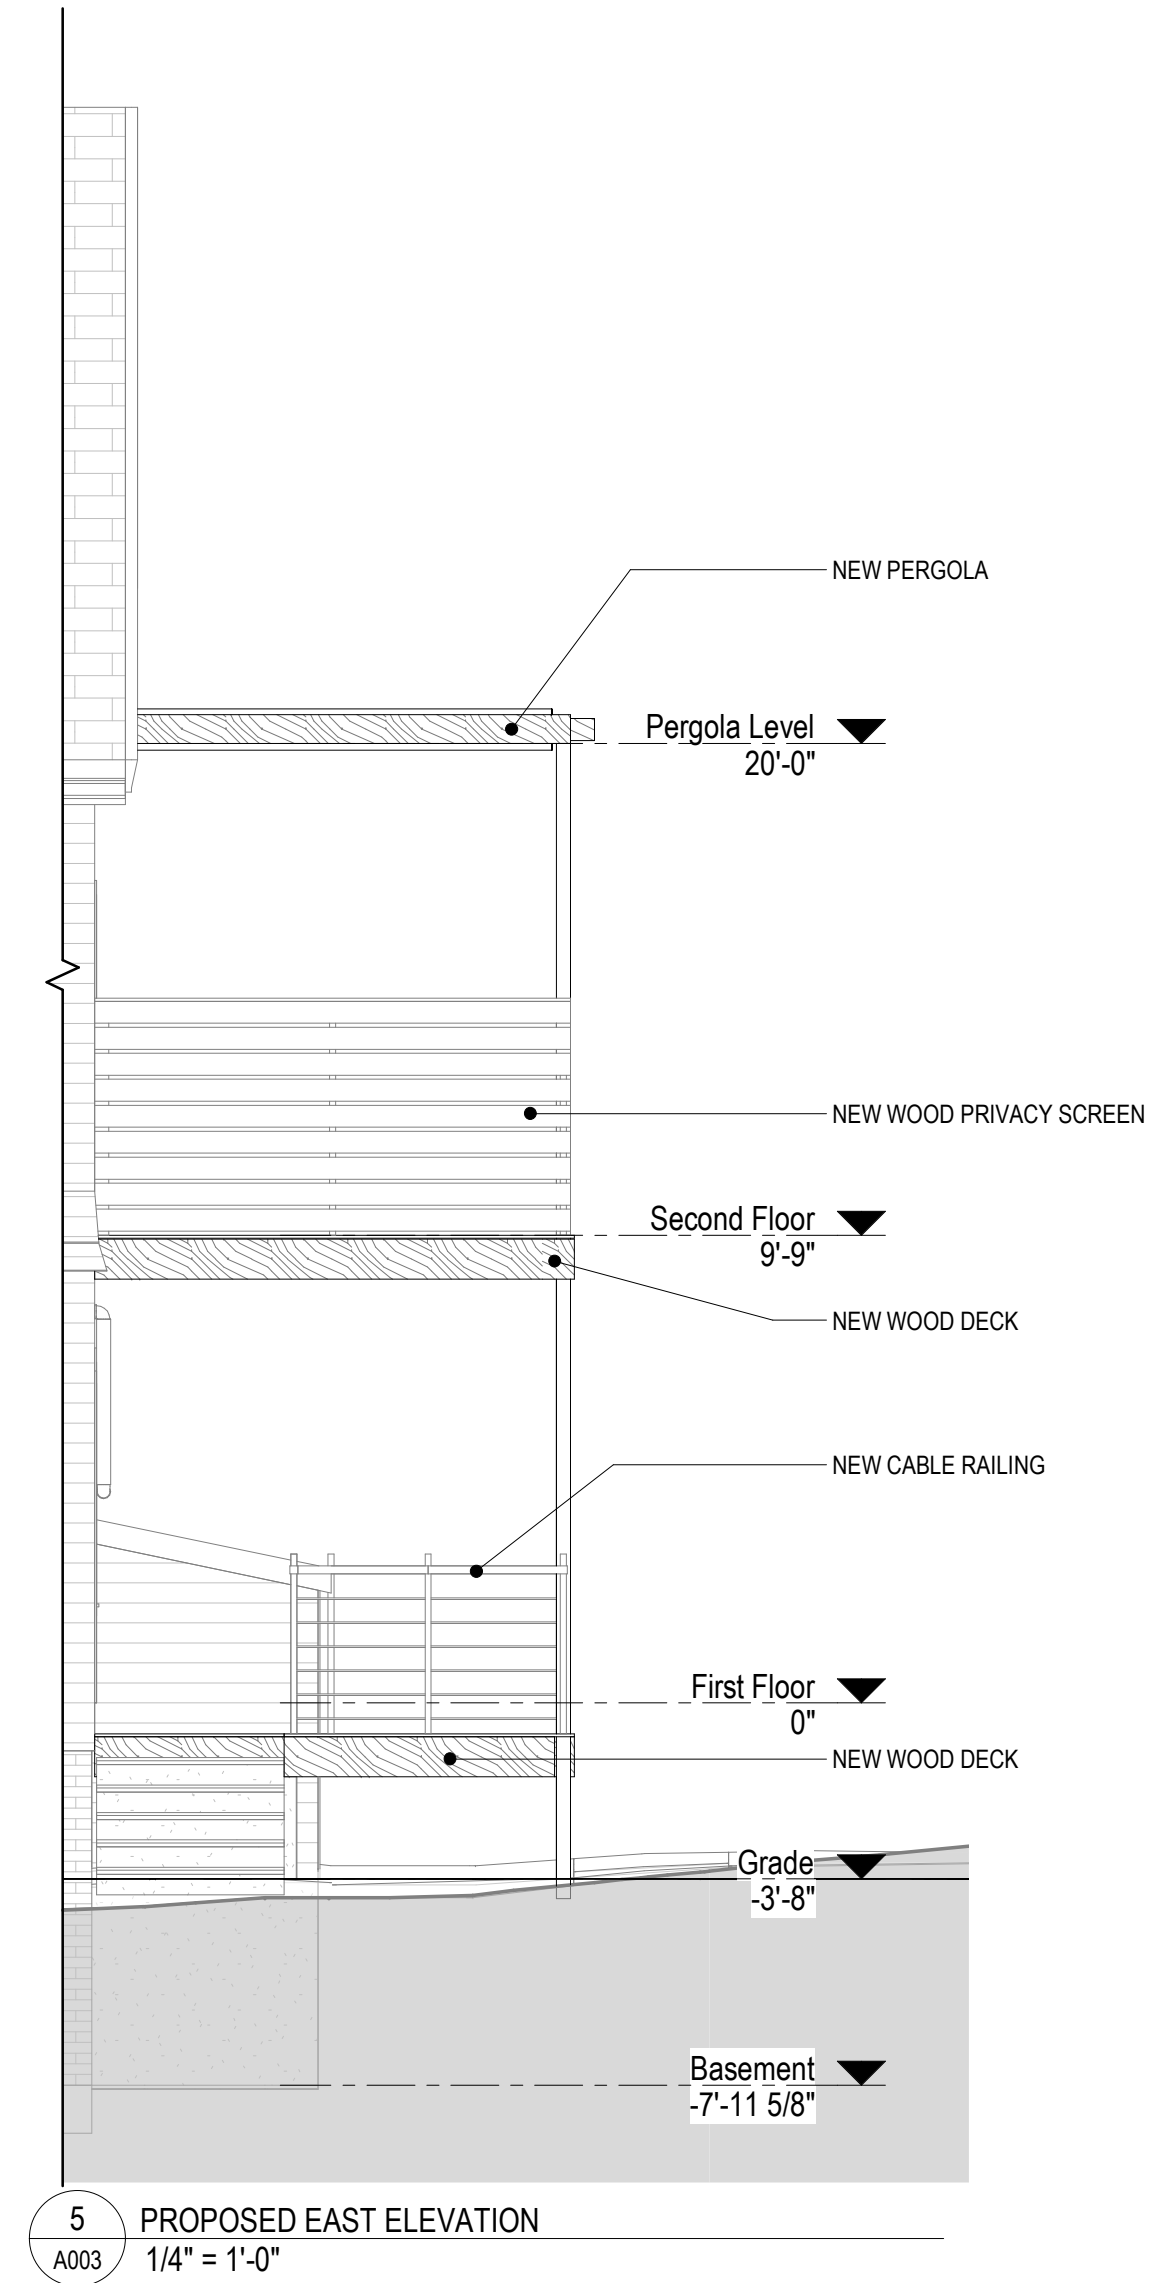 NEW PERGOLA
Pergola Level
20'-0"
NEW WOOD PRIVACY SCREEN
Second Floor
9'-9"
NEW WOOD DECK
NEW CABLE RAILING
First Floor
0"
NEW WOOD DECK
Grade
-3'-8"
Basement
-7'-11 5/8"
5
A003
PROPOSED EAST ELEVATION
1/4" = 1'-0"